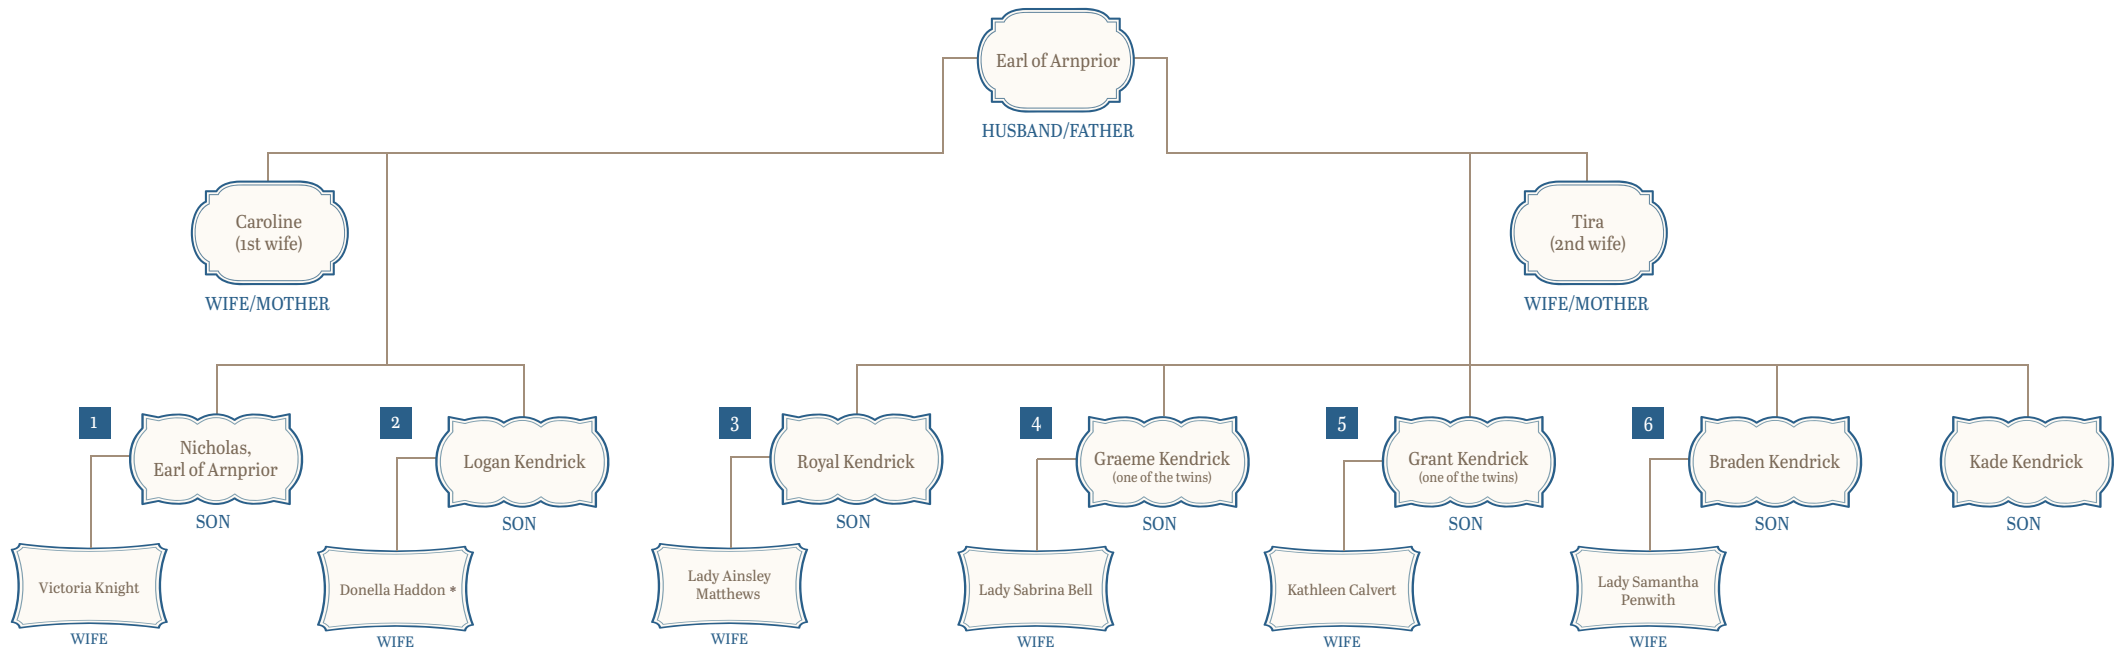 Earl of Arnprior
HUSBAND/FATHER
Caroline
(1st wife)
WIFE/MOTHER
Tira
(2nd wife)
WIFE/MOTHER
1
Nicholas,
Earl of Arnprior
SON
2
Logan Kendrick
SON
3
Royal Kendrick
SON
4
Graeme Kendrick
(one of the twins)
SON
5
Grant Kendrick
(one of the twins)
SON
6
Braden Kendrick
SON
Kade Kendrick
SON
Victoria Knight
WIFE
Donella Haddon *
WIFE
Lady Ainsley
Matthews
WIFE
Lady Sabrina Bell
WIFE
Kathleen Calvert
WIFE
Lady Samantha
Penwith
WIFE